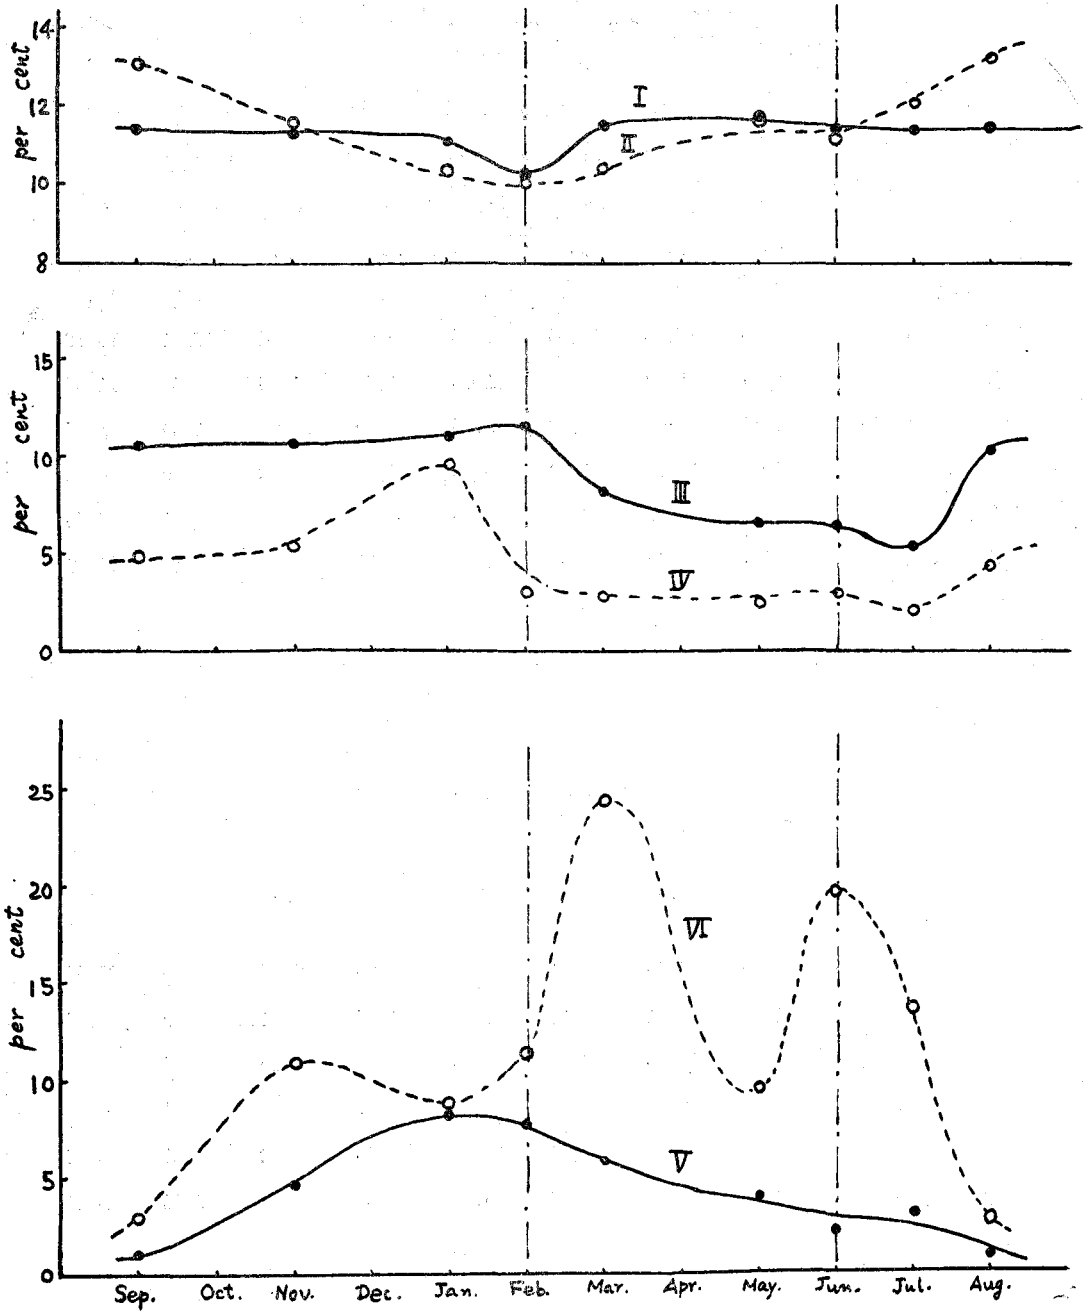 14
12
10
8
per cent
I
II
15
10
5
0
per cent
III
IV
25
20
15
10
5
0
per cent
VI
V
Sep. Oct. Nov. Dec. Jan. Feb. Mar. Apr. May. Jun. Jul. Aug.